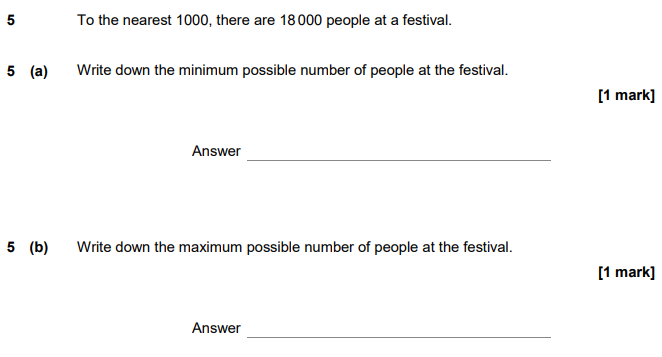 5 To the nearest 1000, there are 18 000 people at a festival.
5 (a) Write down the minimum possible number of people at the festival.
[1 mark]
Answer
5 (b) Write down the maximum possible number of people at the festival.
[1 mark]
Answer